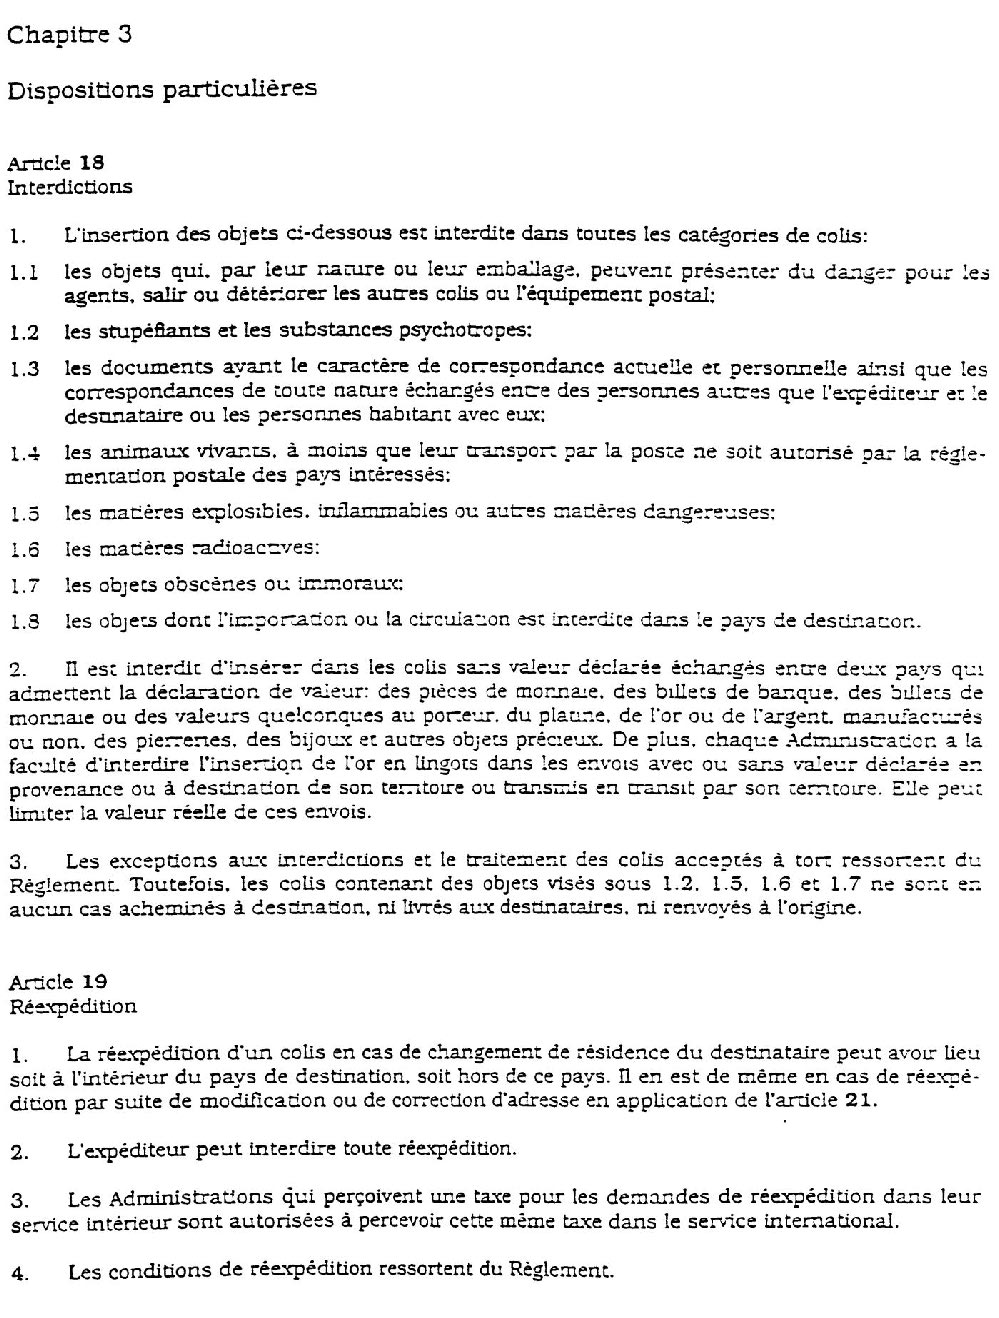 Chapitre 3
Dispositions particulières
Article 18
Interdictions
1. L'insertion des objets ci-dessous est interdite dans toutes les catégories de colis:
1.1 les objets qui, par leur nature ou leur emballage, peuvent présenter du danger pour les
agents, salir ou détériorer les autres colis ou l'équipement postal;
1.2 les stupéfiants et les substances psychotropes;
1.3 les documents ayant le caractère de correspondance actuelle et personnelle ainsi que les
correspondances de toute nature échangés entre des personnes autres que l'expéditeur et le
destinataire ou les personnes habitant avec eux;
1.4 les animaux vivants, à moins que leur transport par la poste ne soit autorisé par la régle-
mentation postale des pays intéressés;
1.5 les matières explosibles, inflammables ou autres matières dangereuses;
1.6 les matières radioactives;
1.7 les objets obscènes ou immoraux;
1.8 les objets dont l'importation ou la circulation est interdite dans le pays de destination.
2. Il est interdit d'insérer dans les colis sans valeur déclarée échangés entre deux pays qui
admettent la déclaration de valeur: des pièces de monnaie, des billets de banque, des billets de
monnaie ou des valeurs quelconques au porteur, du platine, de l'or ou de l'argent, manufacturés
ou non, des pierreries, des bijoux et autres objets précieux. De plus, chaque Administration a la
faculté d'interdire l'insertion de l'or en lingots dans les envois avec ou sans valeur déclarée en
provenance ou à destination de son territoire ou transmis en transit par son territoire. Elle peut
limiter la valeur réelle de ces envois.
3. Les exceptions aux interdictions et le traitement des colis acceptés à tort ressortent du
Règlement. Toutefois, les colis contenant des objets visés sous 1.2, 1.5, 1.6 et 1.7 ne sont en
aucun cas acheminés à destination, ni livrés aux destinataires, ni renvoyés à l'origine.
Article 19
Réexpédition
1. La réexpédition d'un colis en cas de changement de résidence du destinataire peut avoir lieu
soit à l'intérieur du pays de destination, soit hors de ce pays. Il en est de même en cas de réexpé-
dition par suite de modification ou de correction d'adresse en application de l'article 21.
2. L'expéditeur peut interdire toute réexpédition.
3. Les Administrations qui perçoivent une taxe pour les demandes de réexpédition dans leur
service intérieur sont autorisées à percevoir cette même taxe dans le service international.
4. Les conditions de réexpédition ressortent du Règlement.